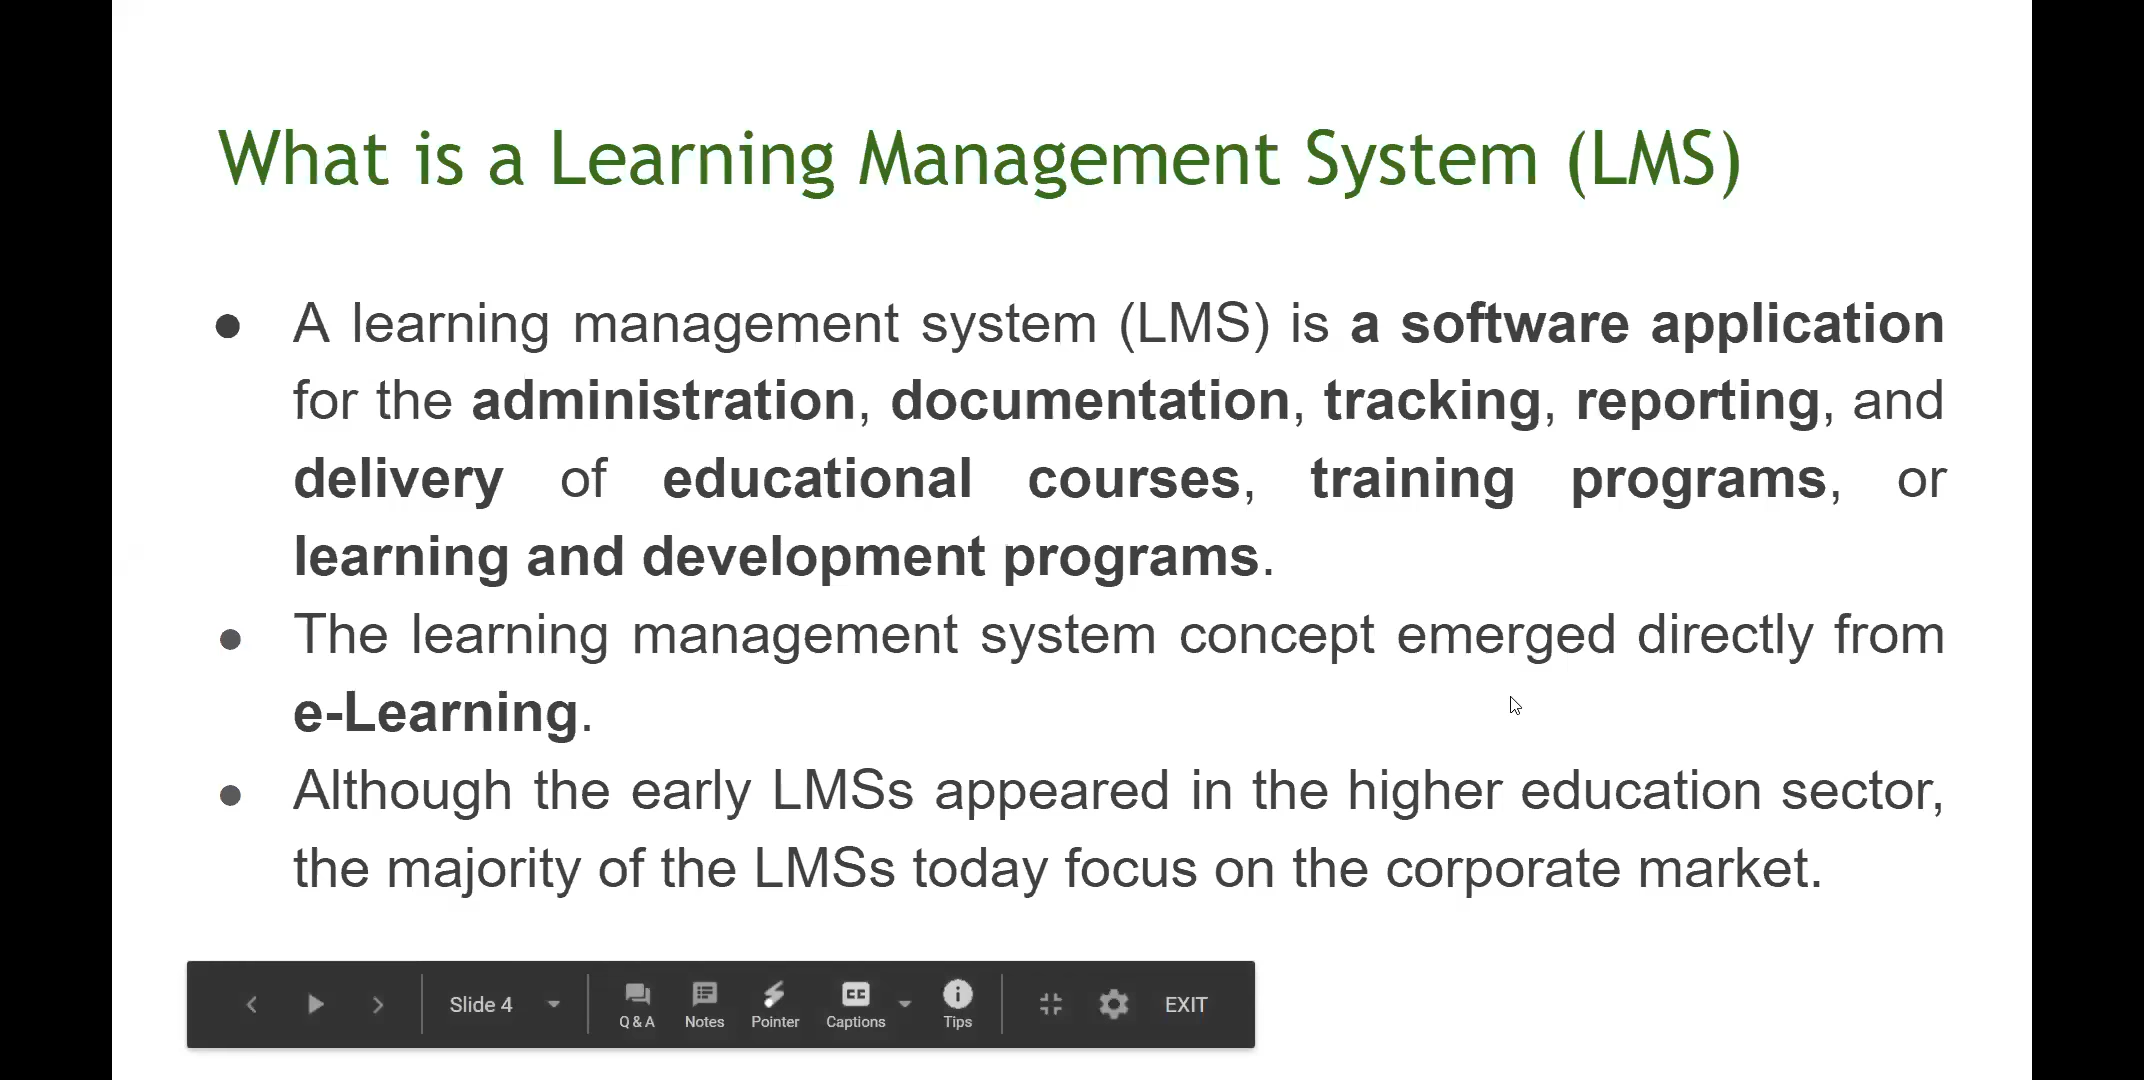 What is a Learning Management System (LMS)
● A learning management system (LMS) is a software application
for the administration, documentation, tracking, reporting, and
delivery of educational courses, training programs, or
learning and development programs.
● The learning management system concept emerged directly from
e-Learning.
● Although the early LMSs appeared in the higher education sector,
the majority of the LMSs today focus on the corporate market.
Slide 4 Q & A Notes Pointer Captions Tips EXIT